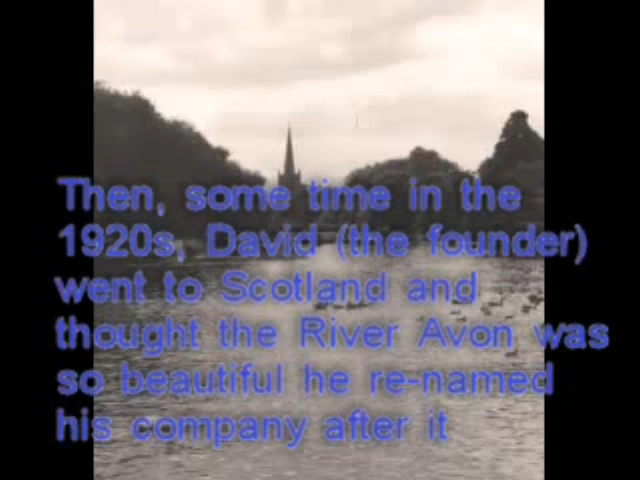 Then, some time in the
1920s, David (the founder)
went to Scotland and
thought the River Avon was
so beautiful he re-named
his company after it